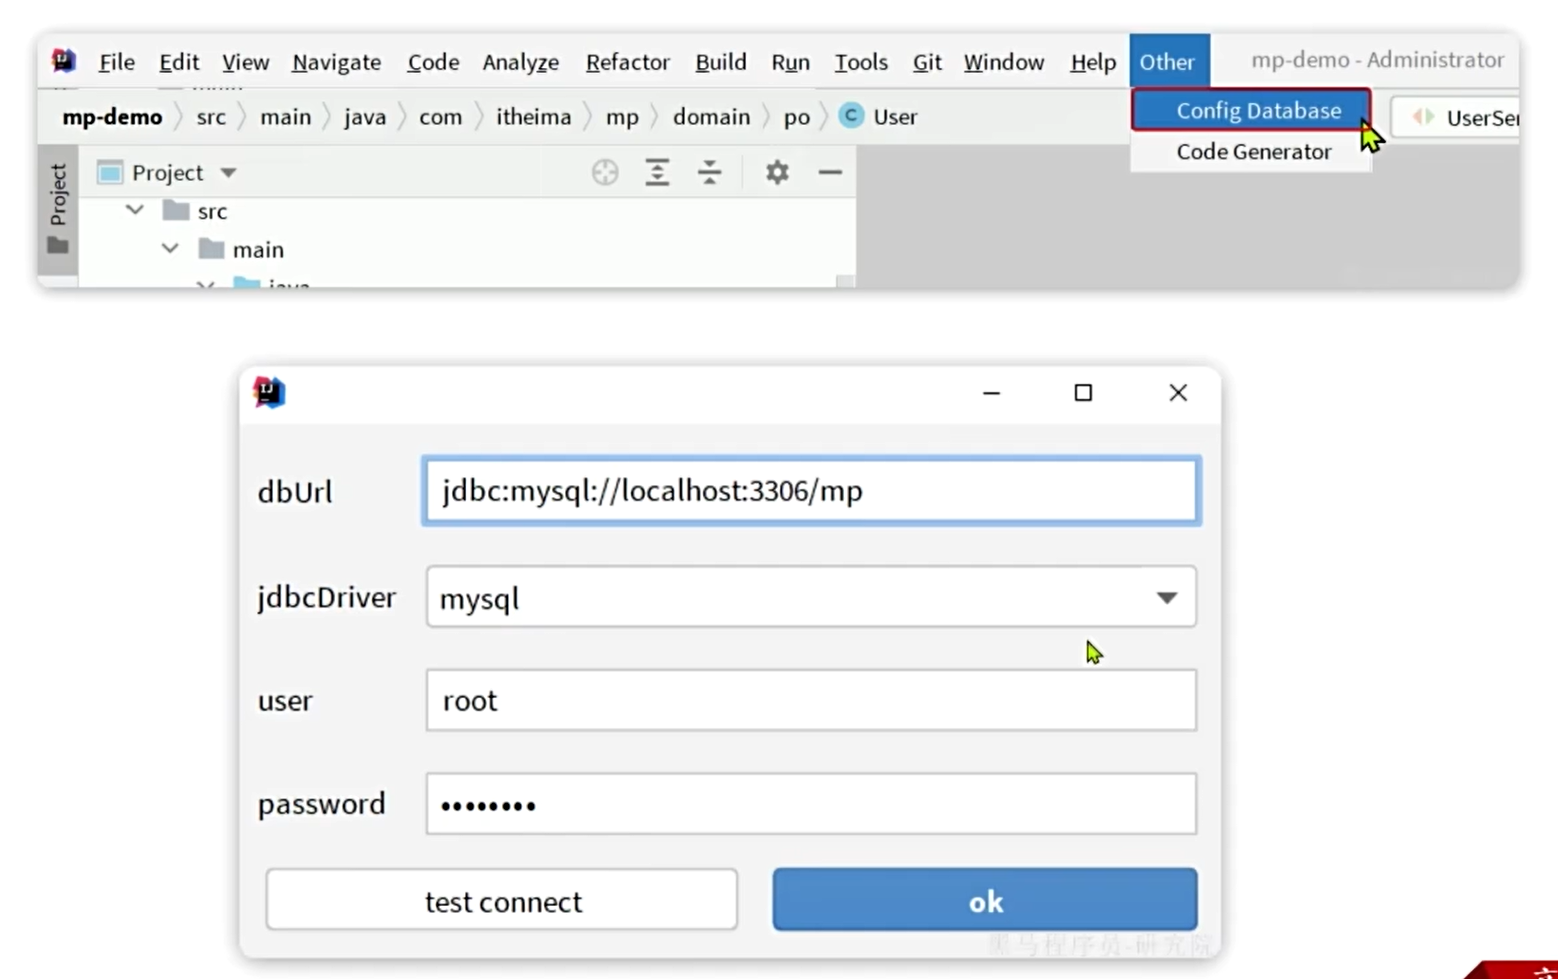 File Edit View Navigate Code Analyze Refactor Build Run Tools Git Window Help Other mp-demo - Administrator
mp-demo src main java com itheima mp domain po C User
Config Database
UserSer
Code Generator
Project
Project
src
main
java
dbUrl jdbc:mysql://localhost:3306/mp
jdbcDriver mysql
user root
password ••••••••
test connect ok
黑马程序员-研究院